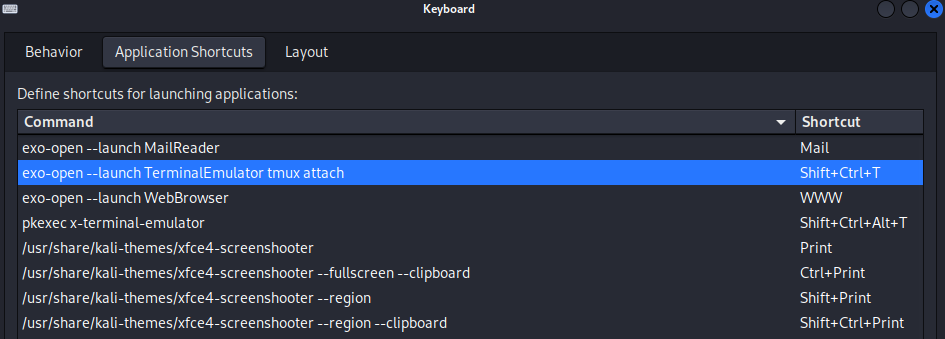 Keyboard
Behavior Application Shortcuts Layout
Define shortcuts for launching applications:
Command Shortcut
exo-open --launch MailReader Mail
exo-open --launch TerminalEmulator tmux attach Shift+Ctrl+T
exo-open --launch WebBrowser WWW
pkexec x-terminal-emulator Shift+Ctrl+Alt+T
/usr/share/kali-themes/xfce4-screenshooter Print
/usr/share/kali-themes/xfce4-screenshooter --fullscreen --clipboard Ctrl+Print
/usr/share/kali-themes/xfce4-screenshooter --region Shift+Print
/usr/share/kali-themes/xfce4-screenshooter --region --clipboard Shift+Ctrl+Print